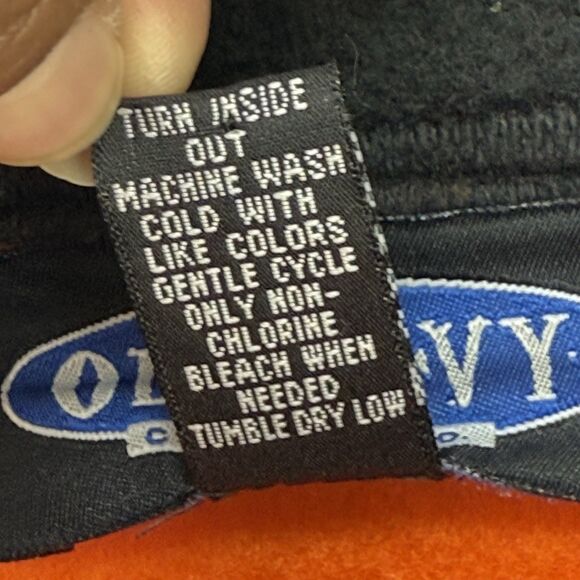 TURN INSIDE
OUT
MACHINE WASH
COLD WITH
LIKE COLORS
GENTLE CYCLE
ONLY NON-
CHLORINE
BLEACH WHEN
NEEDED
TUMBLE DRY LOW